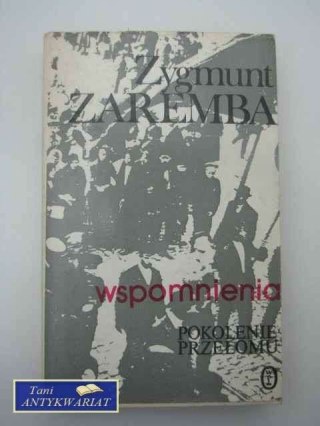 Zygmunt
ZAREMBA
wspomnienia
POKOLENIE
PRZEŁOMU
Tani
ANTYKWARIAT